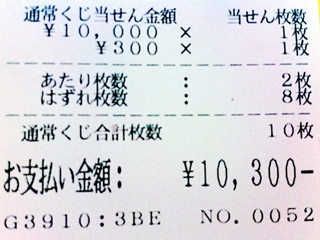 通常くじ当せん金額 当せん枚数
￥10,000 × 1枚
￥300 × 1枚
あたり枚数 : 2枚
はずれ枚数 : 8枚
通常くじ合計枚数 10枚
お支払い金額: ￥10,300-
G3910:3BE NO.0052